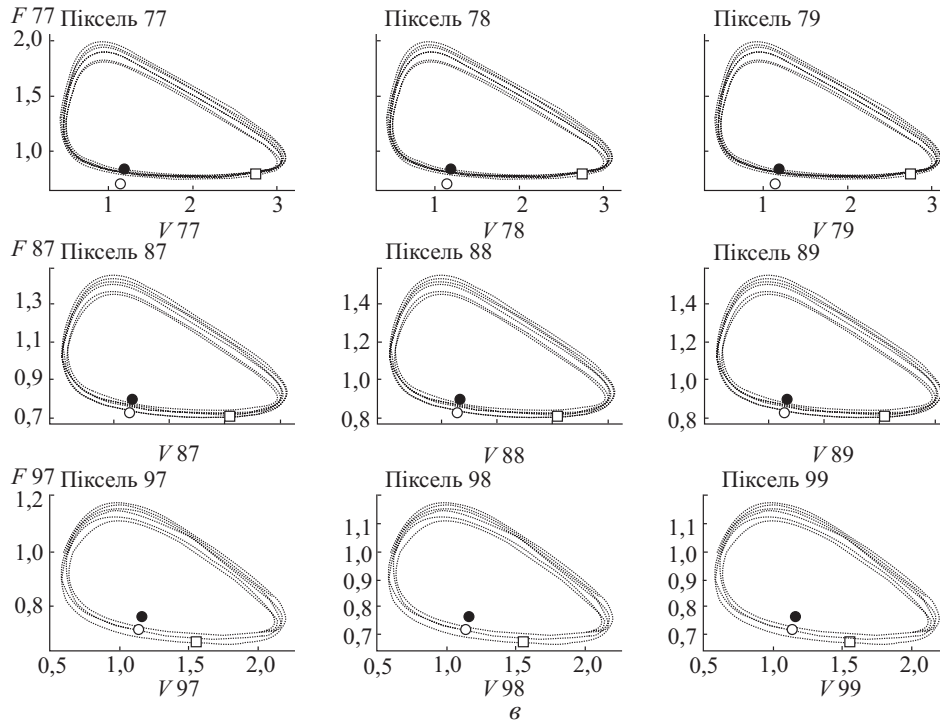 F 77 Піксель 77 Піксель 78 Піксель 79
2,0
1,5
1,0
1 2 3 1 2 3 1 2 3
V 77 V 78 V 79
F 87 Піксель 87 Піксель 88 Піксель 89
1,3 1,4 1,4
1,1 1,2 1,2
0,9 1,0 1,0
0,7 0,8 0,8
V 87 V 88 V 89
F 97 Піксель 97 Піксель 98 Піксель 99
1,2 1,1 1,1
1,0 1,0 1,0
0,9 0,9
0,8 0,8 0,8
0,7 0,7
0,5 1,0 1,5 2,0 0,5 1,0 1,5 2,0 0,5 1,0 1,5 2,0
V 97 V 98 V 99
в